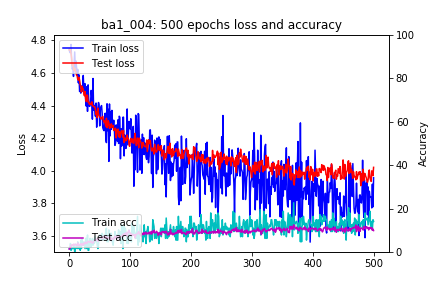 ba1_004: 500 epochs loss and accuracy
4.8
4.6
4.4
4.2
4.0
3.8
3.6
Loss
Train loss
Test loss
Train acc
Test acc
100
80
60
40
20
0
Accuracy
0 100 200 300 400 500